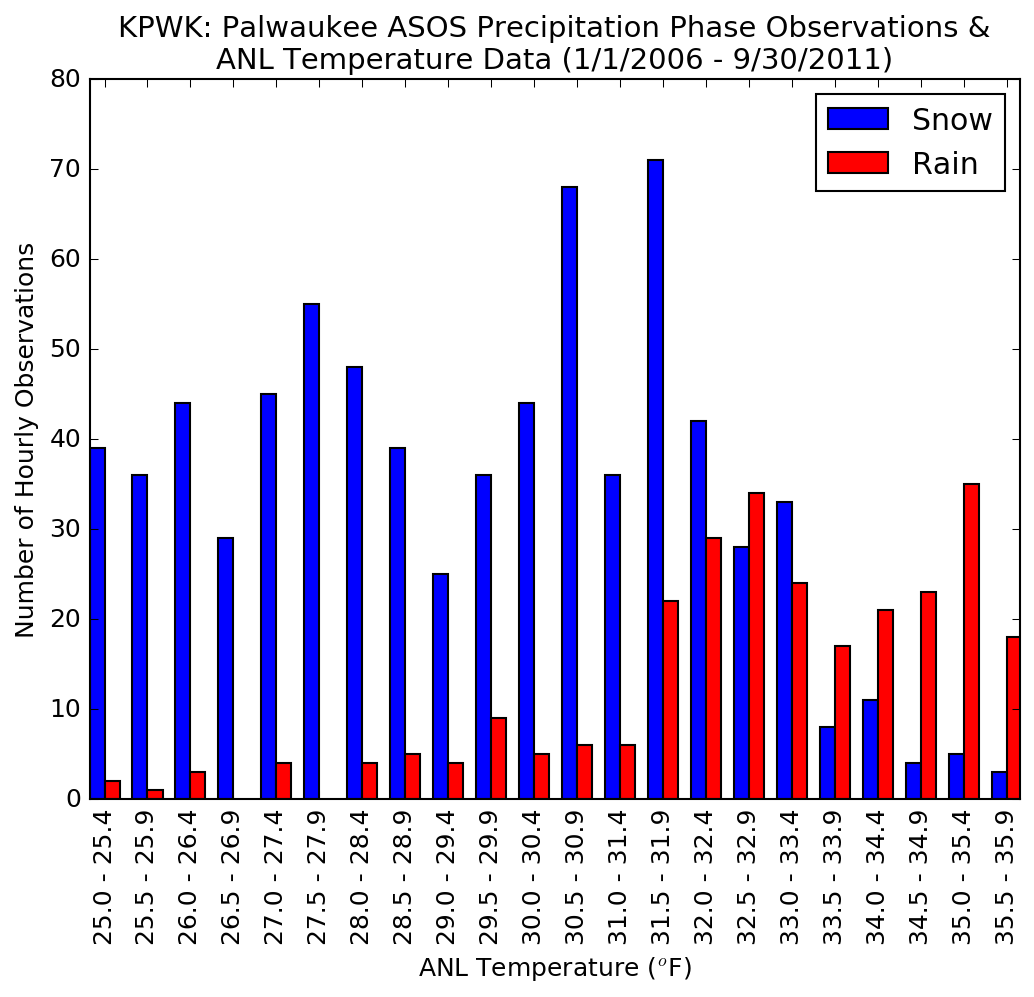 KPWK: Palwaukee ASOS Precipitation Phase Observations &
ANL Temperature Data (1/1/2006 - 9/30/2011)
Snow
Rain
Number of Hourly Observations
80
70
60
50
40
30
20
10
0
25.0 - 25.4
25.5 - 25.9
26.0 - 26.4
26.5 - 26.9
27.0 - 27.4
27.5 - 27.9
28.0 - 28.4
28.5 - 28.9
29.0 - 29.4
29.5 - 29.9
30.0 - 30.4
30.5 - 30.9
31.0 - 31.4
31.5 - 31.9
32.0 - 32.4
32.5 - 32.9
33.0 - 33.4
33.5 - 33.9
34.0 - 34.4
34.5 - 34.9
35.0 - 35.4
35.5 - 35.9
ANL Temperature (°F)